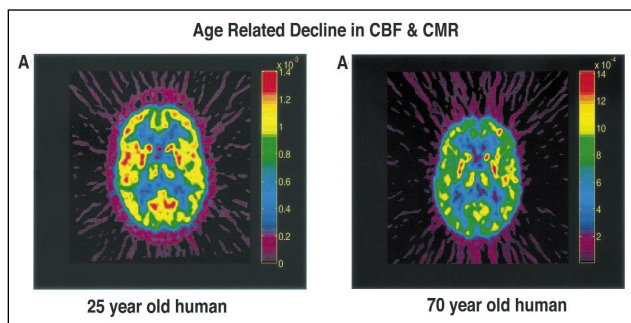 Age Related Decline in CBF & CMR
A
x 10⁻³
1.4
1.2
1
0.8
0.6
0.4
0.2
0
A
x 10⁻⁴
14
12
10
8
6
4
2
0
25 year old human
70 year old human